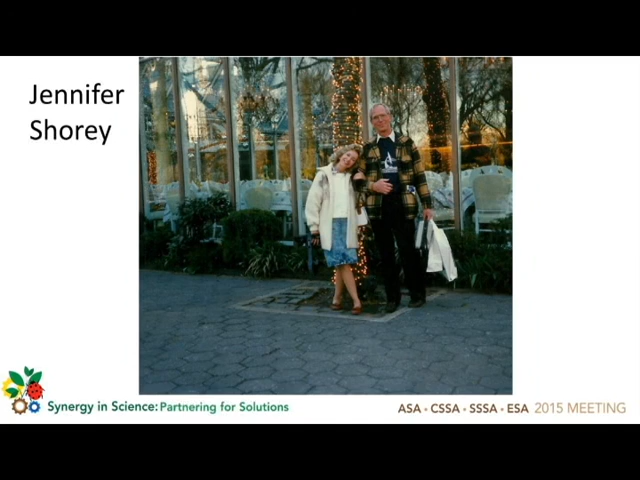 Jennifer
Shorey
Synergy in Science: Partnering for Solutions
ASA • CSSA • SSSA • ESA 2015 MEETING